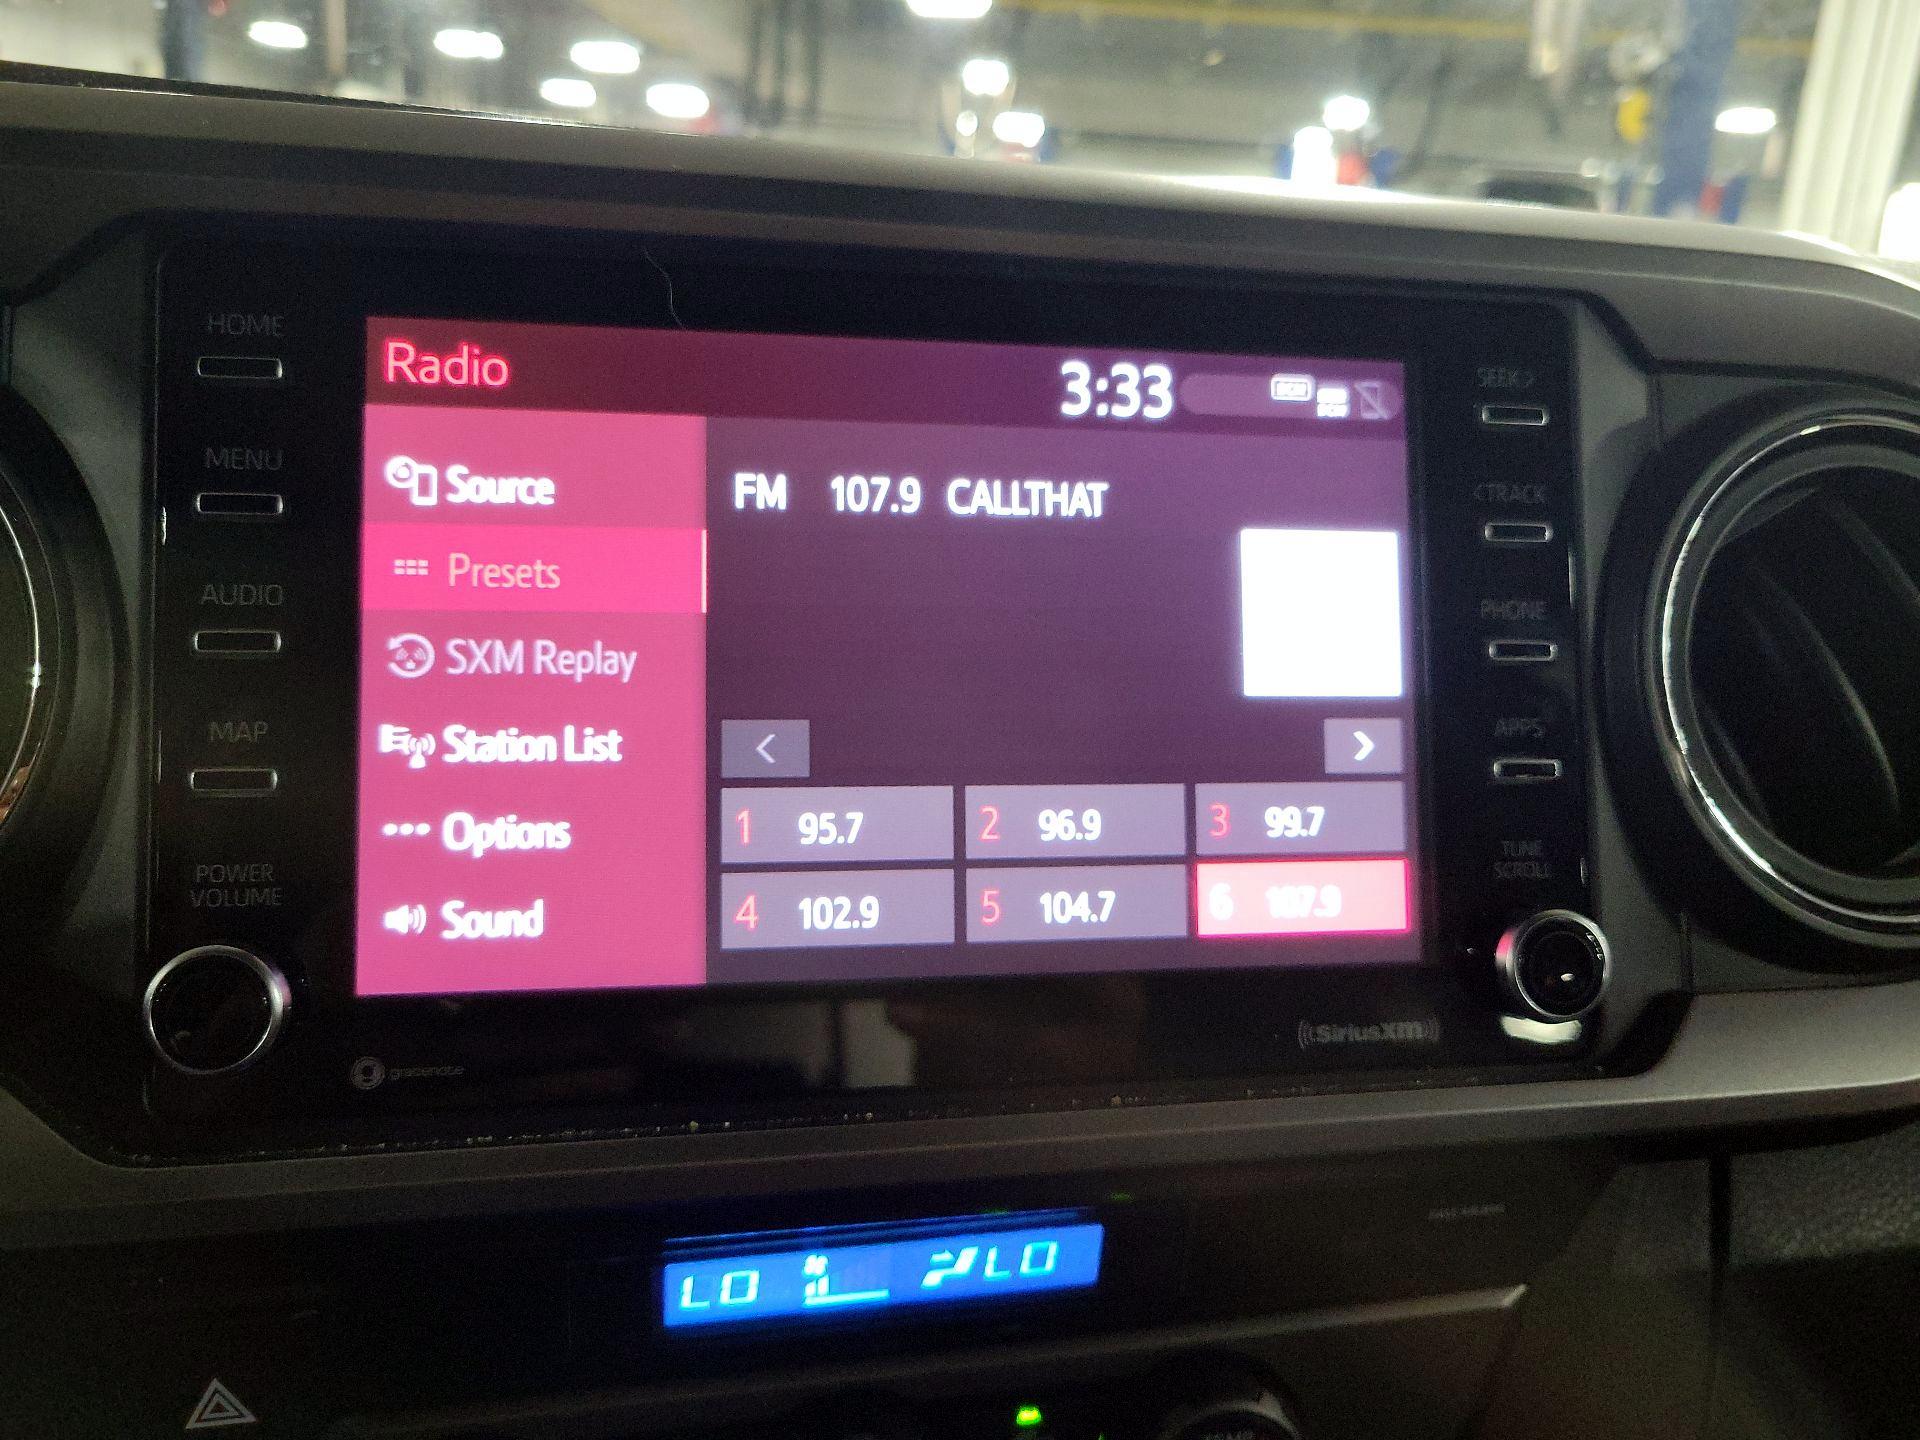 HOME
MENU
AUDIO
MAP
POWER
VOLUME
Radio
3:33
DCM
Source
Presets
SXM Replay
Station List
Options
Sound
FM 107.9 CALLTHAT
<
>
1 95.7
2 96.9
3 99.7
4 102.9
5 104.7
6 107.9
SEEK>
<TRACK
PHONE
APPS
TUNE
SCROLL
gracenote
((SiriusXM))
LO
LO